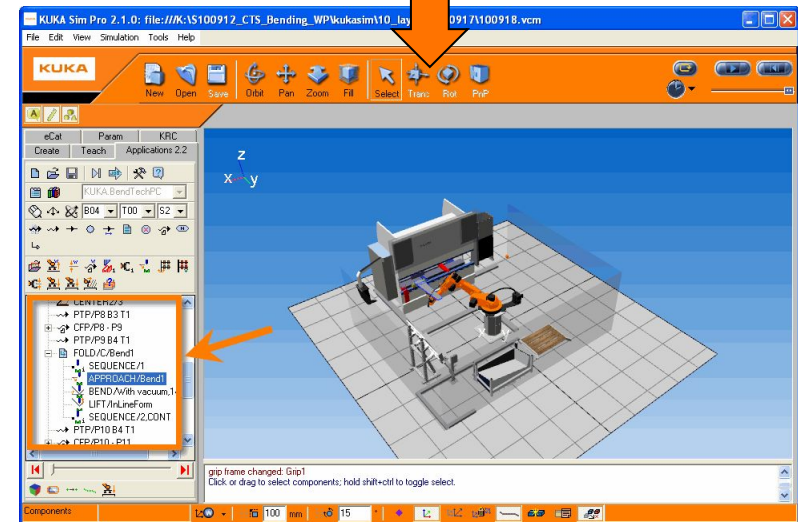 KUKA Sim Pro 2.1.0: file:///K:\S100912_CTS_Bending_WP\kukasim\10_lay 0917\100918.vcm
File Edit View Simulation Tools Help
KUKA
New Open Save Orbit Pan Zoom Fill Select Trans Rot PnP
eCat Param KRC
Create Teach Applications 2.2
KUKA.BendTechPC
B04 T00 S2
CENTER2/3
PTP/P8 B3 T1
CFP/P8 - P9
PTP/P9 B4 T1
FOLD/C/Bend1
SEQUENCE/1
APPROACH/Bend1
BEND/With vacuum,1
LIFT/InLineForm
SEQUENCE/2,CONT
PTP/P10 B4 T1
CFP/P10 - P11
z
x y
grip frame changed: Grip1
Click or drag to select components; hold shift+ctrl to toggle select.
Components 100 mm 15 °